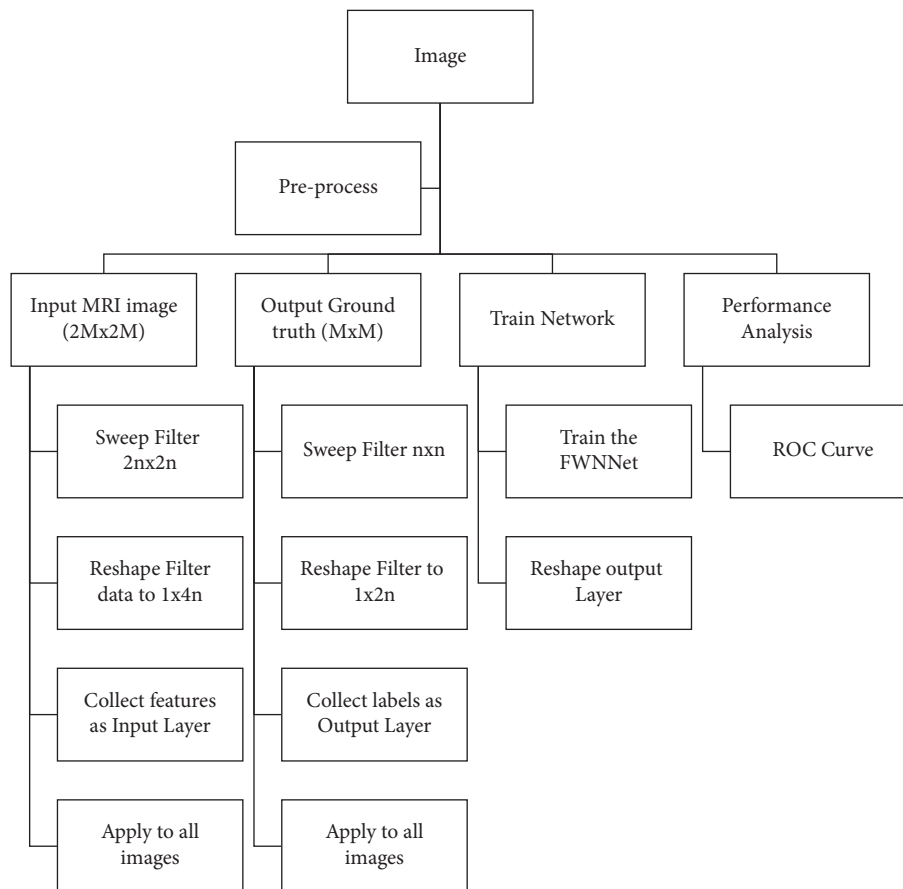 Image
Pre-process
Input MRI image
(2Mx2M)
Output Ground
truth (MxM)
Train Network
Performance
Analysis
Sweep Filter
2nx2n
Sweep Filter nxn
Train the
FWNNet
ROC Curve
Reshape Filter
data to 1x4n
Reshape Filter to
1x2n
Reshape output
Layer
Collect features
as Input Layer
Collect labels as
Output Layer
Apply to all
images
Apply to all
images